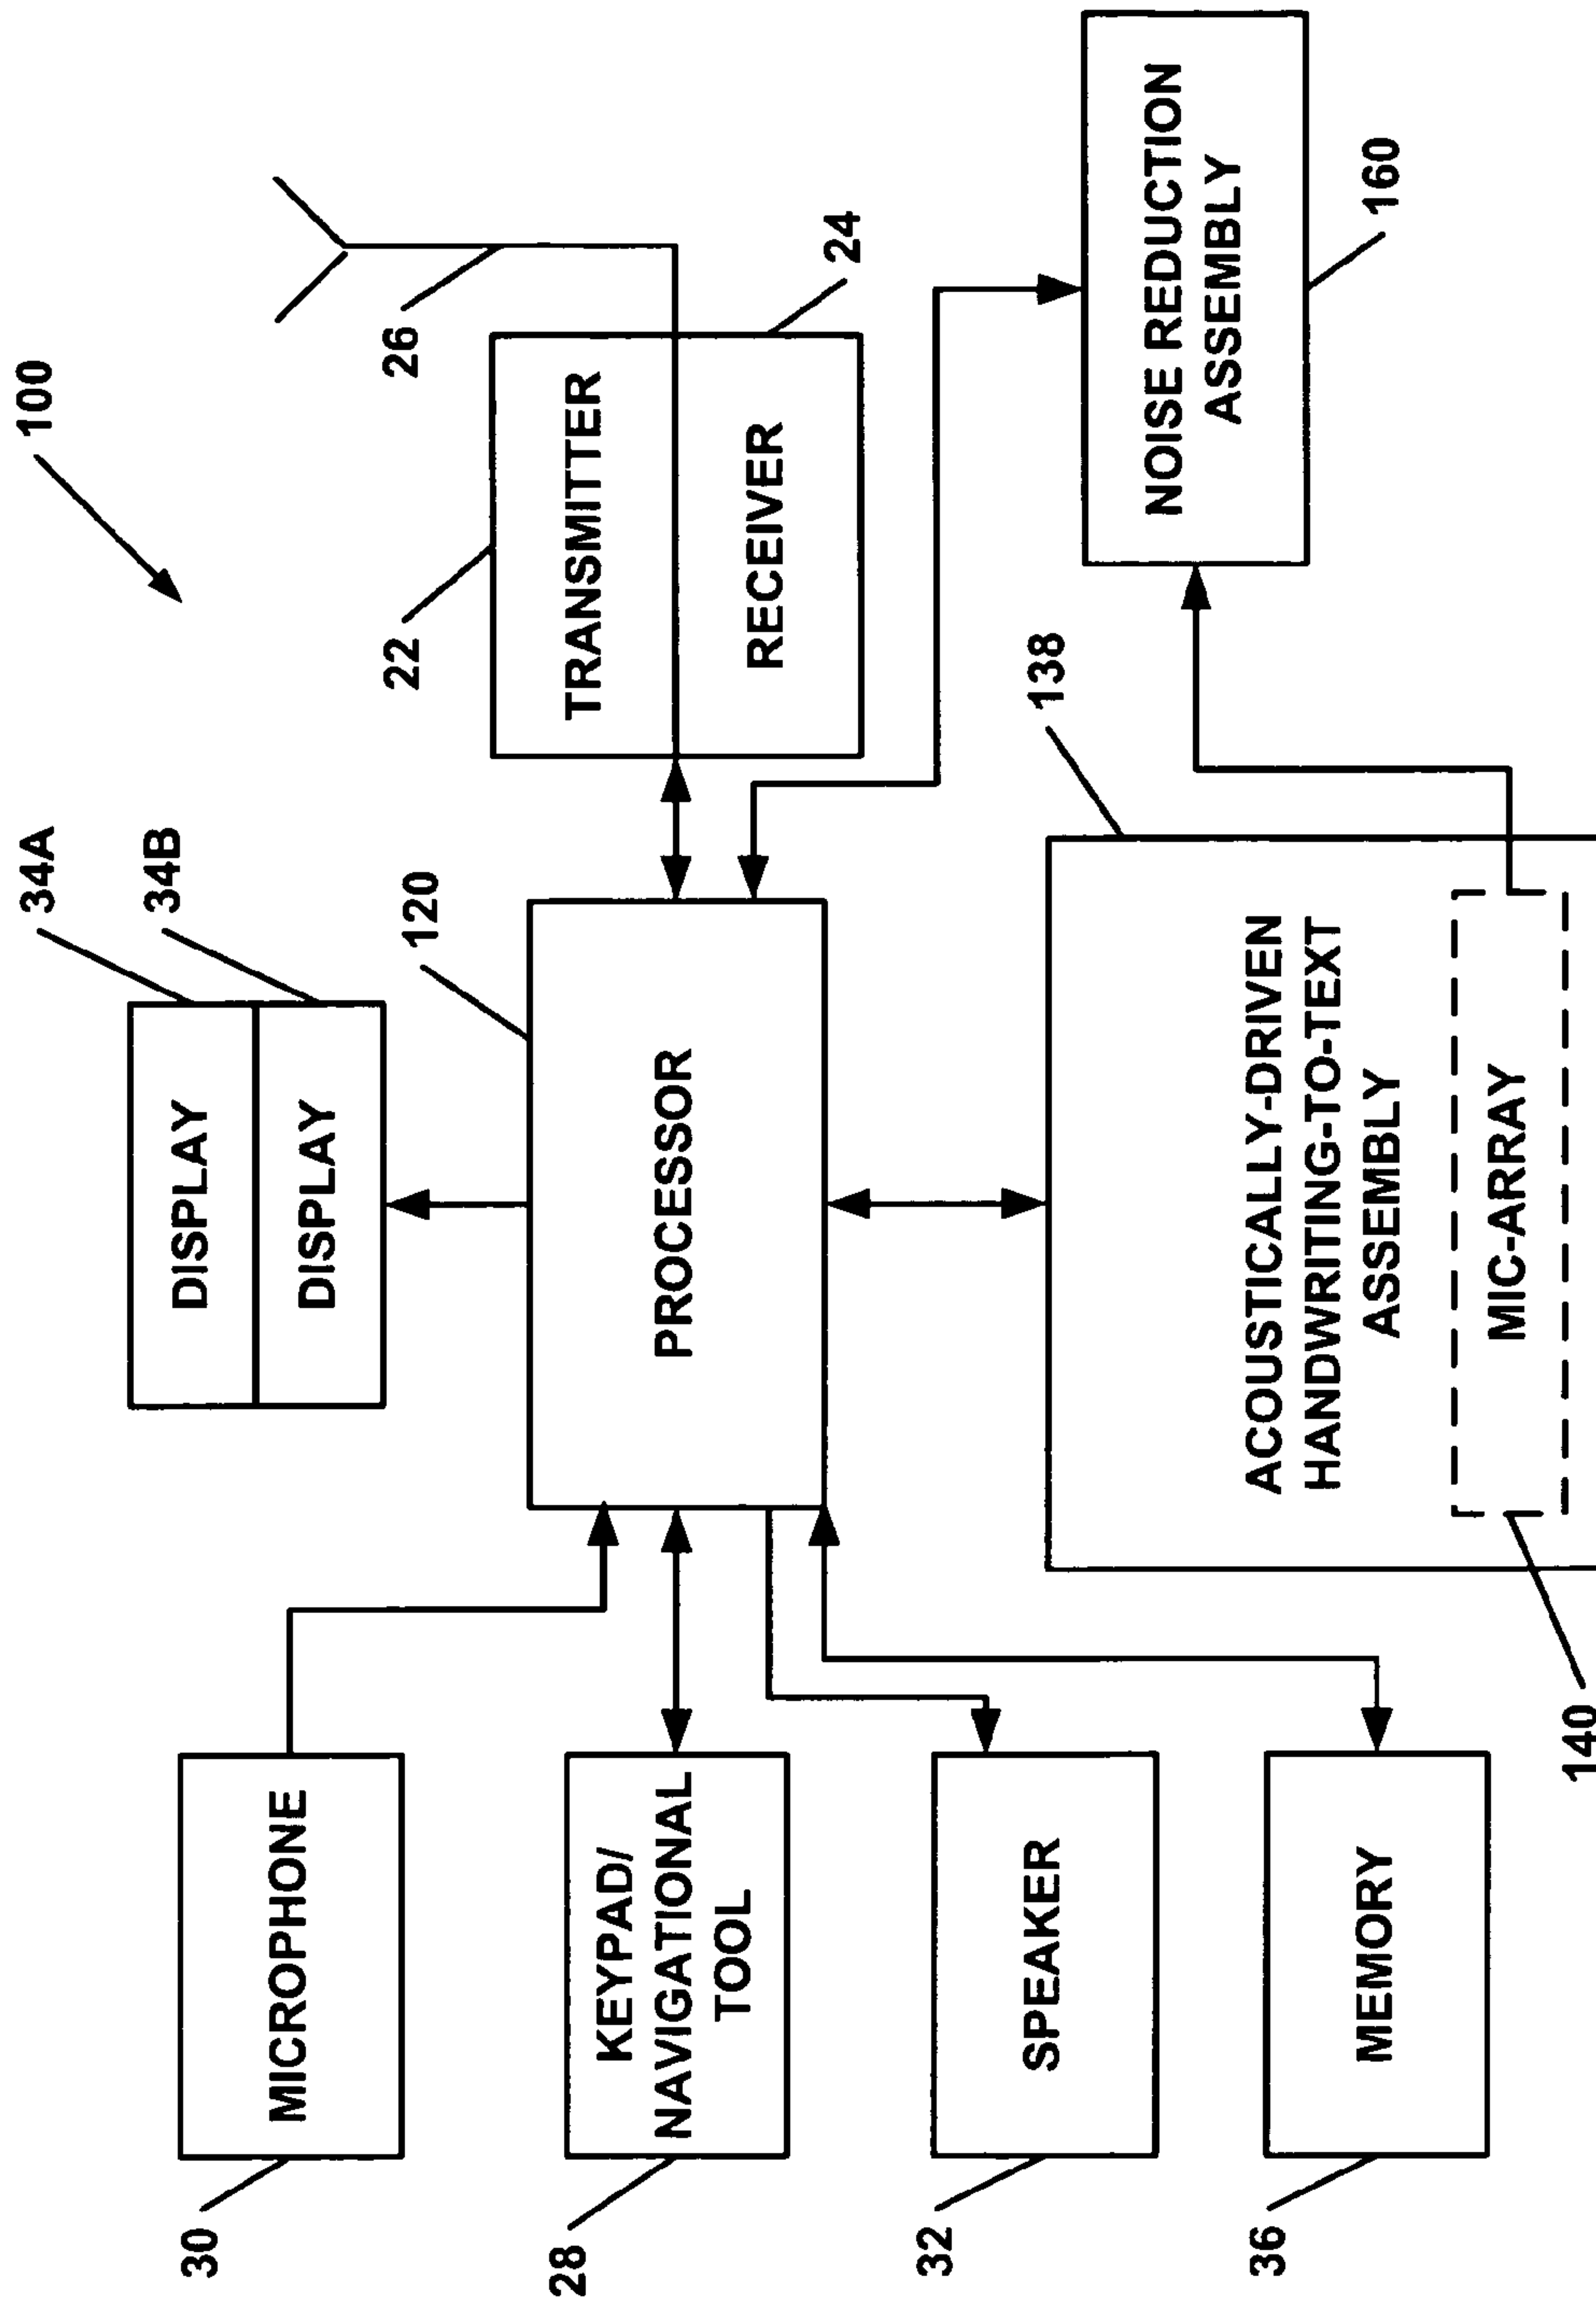 100
34A
34B
DISPLAY
DISPLAY
30
MICROPHONE
120
22
26
TRANSMITTER
RECEIVER
24
28
KEYPAD/
NAVIGATIONAL
TOOL
PROCESSOR
32
SPEAKER
138
NOISE REDUCTION
ASSEMBLY
160
36
MEMORY
ACOUSTICALLY-DRIVEN
HANDWRITING-TO-TEXT
ASSEMBLY
MIC-ARRAY
140